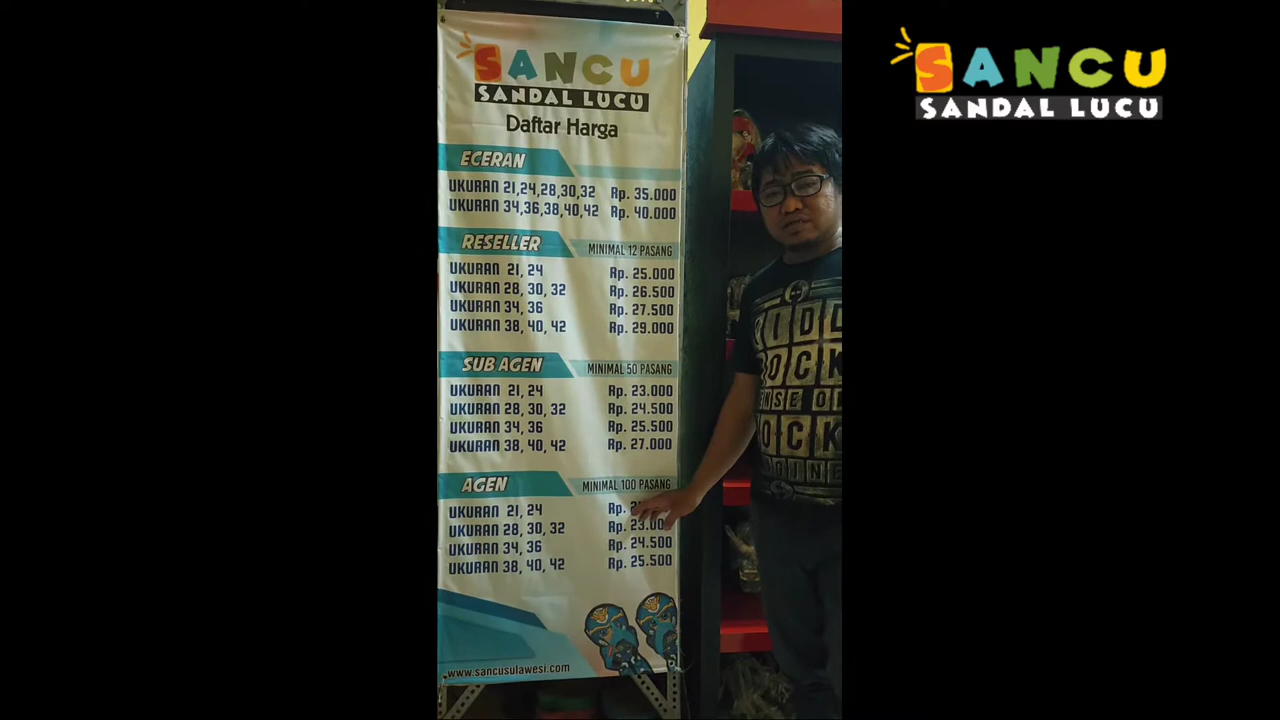 SANCU
SANDAL LUCU
Daftar Harga
ECERAN
UKURAN 21,24,28,30,32 Rp. 35.000
UKURAN 34,36,38,40,42 Rp. 40.000
RESELLER MINIMAL 12 PASANG
UKURAN 21, 24 Rp. 25.000
UKURAN 28, 30, 32 Rp. 26.500
UKURAN 34, 36 Rp. 27.500
UKURAN 38, 40, 42 Rp. 29.000
SUB AGEN MINIMAL 50 PASANG
UKURAN 21, 24 Rp. 23.000
UKURAN 28, 30, 32 Rp. 24.500
UKURAN 34, 36 Rp. 25.500
UKURAN 38, 40, 42 Rp. 27.000
AGEN MINIMAL 100 PASANG
UKURAN 21, 24 Rp.
UKURAN 28, 30, 32 Rp. 23.000
UKURAN 34, 36 Rp. 24.500
UKURAN 38, 40, 42 Rp. 25.500
www.sancusulawesi.com
SANCU
SANDAL LUCU